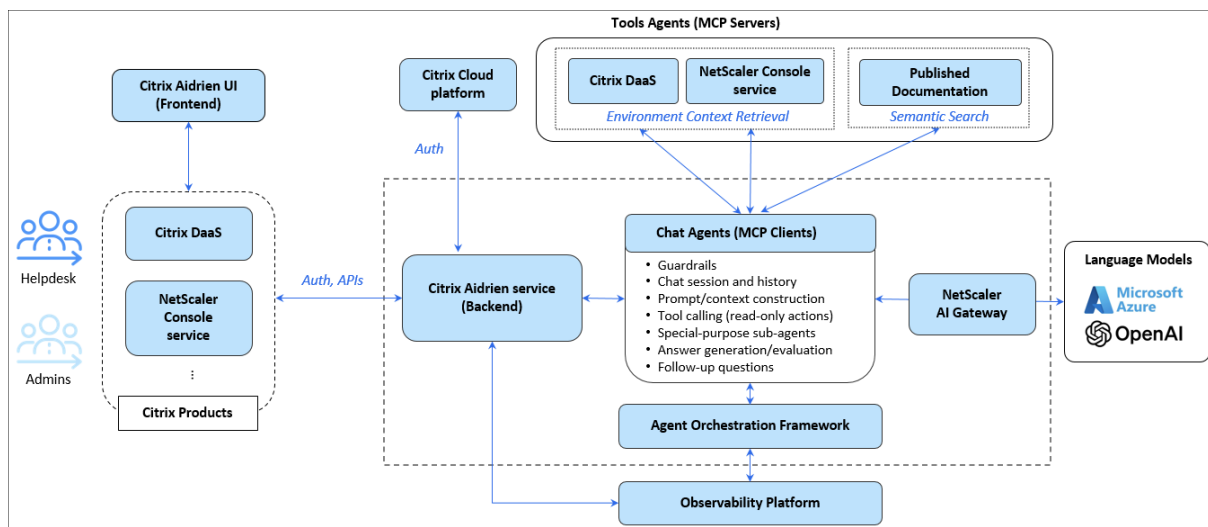 Tools Agents (MCP Servers)
Citrix Aidrien UI
(Frontend)
Citrix Cloud
platform
Citrix DaaS
NetScaler Console
service
Published
Documentation
Environment Context Retrieval
Semantic Search
Auth
Helpdesk
Admins
Citrix DaaS
NetScaler
Console
service
...
Citrix Products
Auth, APIs
Citrix Aidrien service
(Backend)
Chat Agents (MCP Clients)
• Guardrails
• Chat session and history
• Prompt/context construction
• Tool calling (read-only actions)
• Special-purpose sub-agents
• Answer generation/evaluation
• Follow-up questions
NetScaler
AI Gateway
Language Models
Microsoft
Azure
OpenAI
Agent Orchestration Framework
Observability Platform